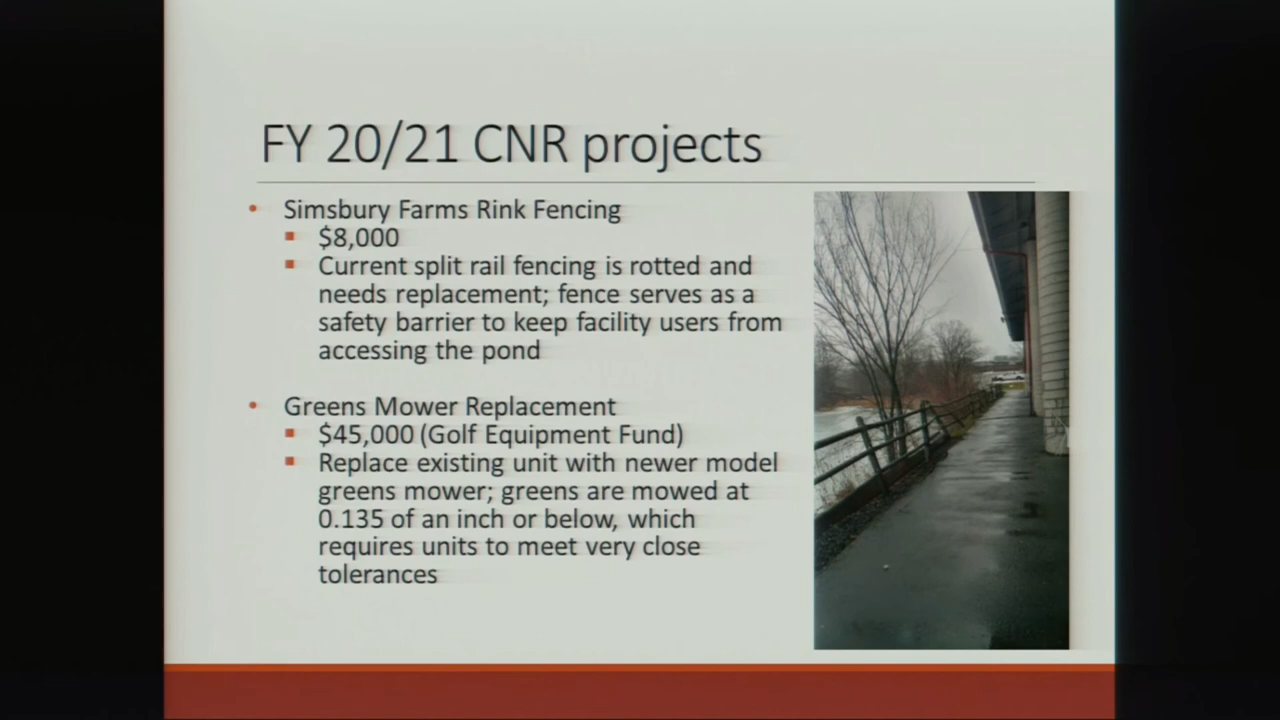 FY 20/21 CNR projects
• Simsbury Farms Rink Fencing
▪ $8,000
▪ Current split rail fencing is rotted and
needs replacement; fence serves as a
safety barrier to keep facility users from
accessing the pond
• Greens Mower Replacement
▪ $45,000 (Golf Equipment Fund)
▪ Replace existing unit with newer model
greens mower; greens are mowed at
0.135 of an inch or below, which
requires units to meet very close
tolerances